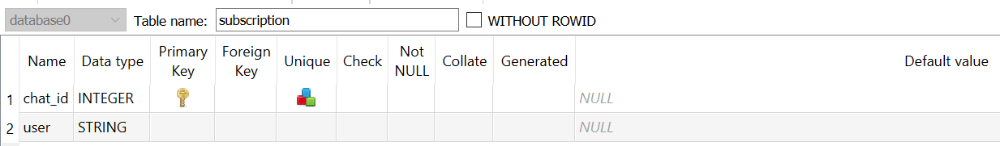 database0 Table name: subscription WITHOUT ROWID
Name Data type Primary Key Foreign Key Unique Check Not NULL Collate Generated Default value
1 chat_id INTEGER NULL
2 user STRING NULL